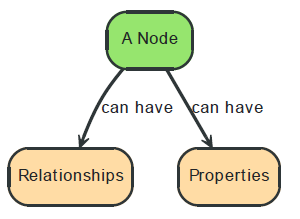 A Node
can have
can have
Relationships
Properties